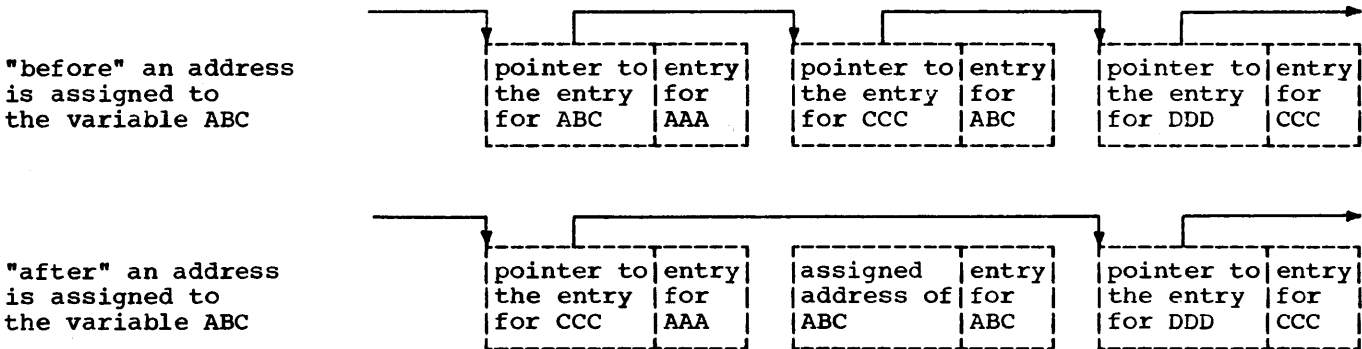 "before" an address
is assigned to
the variable ABC
pointer to entry
the entry for
for ABC AAA
pointer to entry
the entry for
for CCC ABC
pointer to entry
the entry for
for DDD CCC
"after" an address
is assigned to
the variable ABC
pointer to entry
the entry for
for CCC AAA
assigned entry
address of for
ABC ABC
pointer to entry
the entry for
for DDD CCC